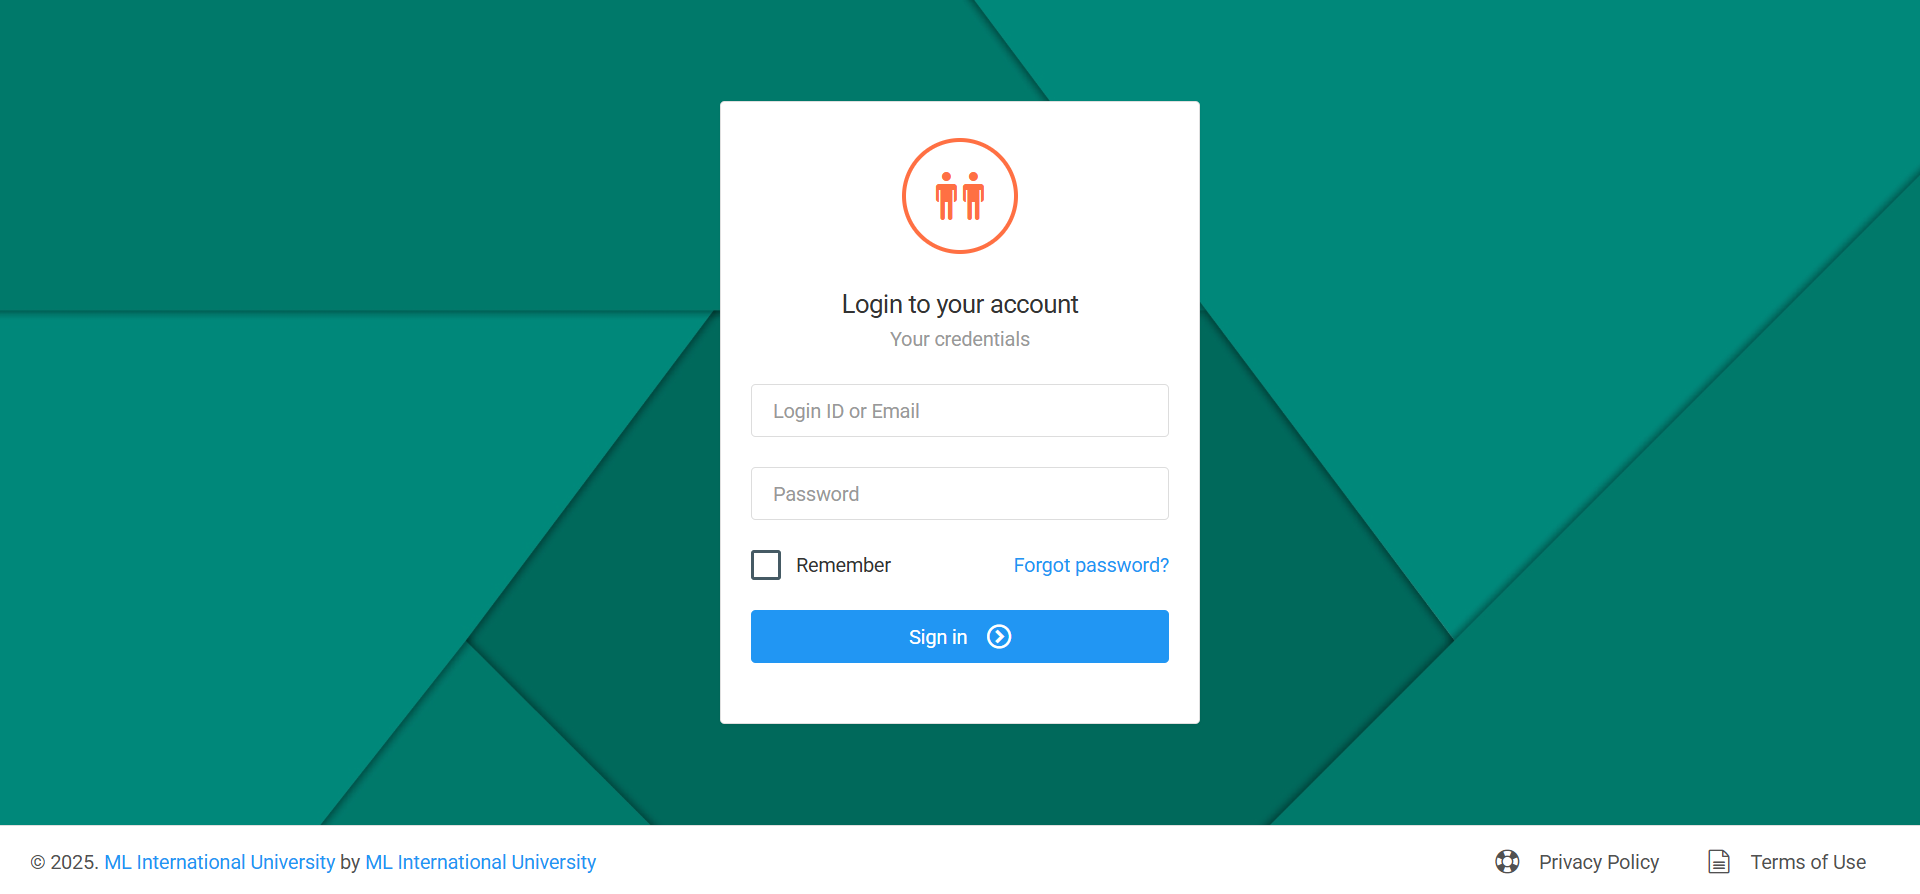 Login to your account
Your credentials
Login ID or Email
Password
Remember Forgot password?
Sign in
© 2025. ML International University by ML International University Privacy Policy Terms of Use